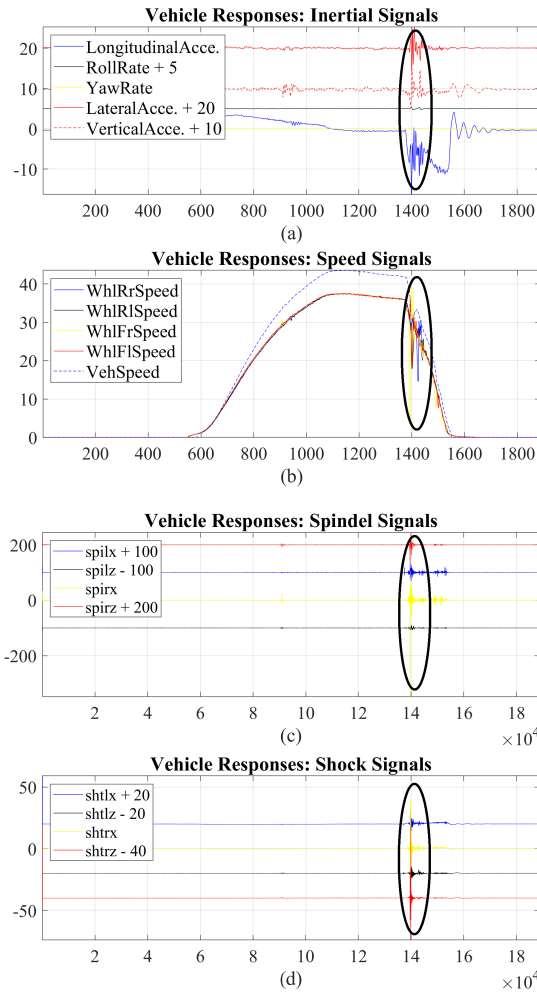 Vehicle Responses: Inertial Signals
20
10
0
-10
LongitudinalAcce.
RollRate + 5
YawRate
LateralAcce. + 20
VerticalAcce. + 10
200 400 600 800 1000 1200 1400 1600 1800
(a)
Vehicle Responses: Speed Signals
40
30
20
10
0
WhlRrSpeed
WhlRlSpeed
WhlFrSpeed
WhlFlSpeed
VehSpeed
200 400 600 800 1000 1200 1400 1600 1800
(b)
Vehicle Responses: Spindel Signals
200
0
-200
spilx + 100
spilz - 100
spirx
spirz + 200
2 4 6 8 10 12 14 16 18
×10⁴
(c)
Vehicle Responses: Shock Signals
50
0
-50
shtlx + 20
shtlz - 20
shtrx
shtrz - 40
2 4 6 8 10 12 14 16 18
×10⁴
(d)